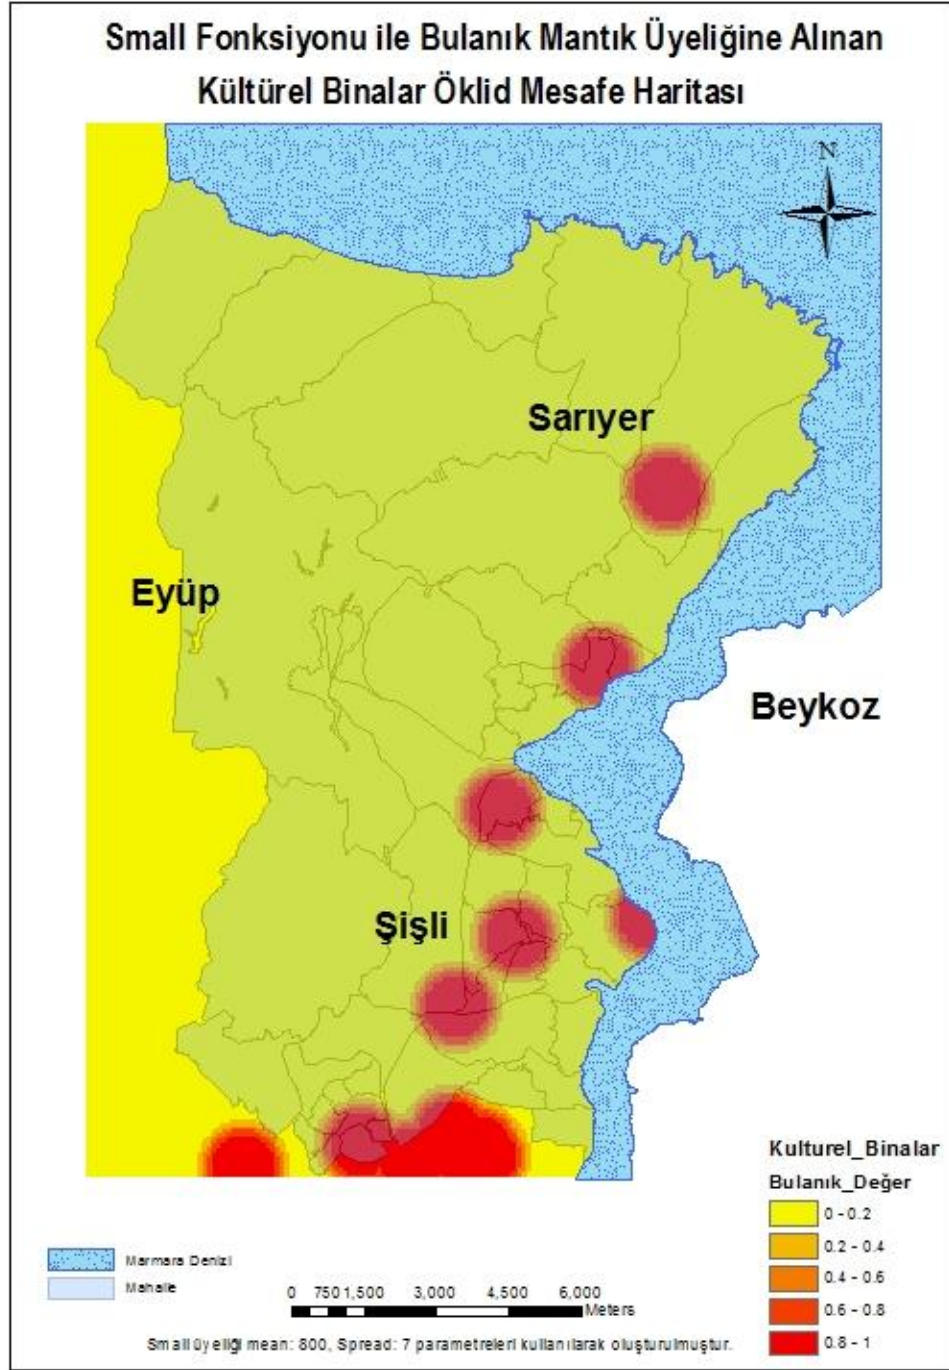 Small Fonksiyonu ile Bulanık Mantık Üyeliğine Alınan
Kültürel Binalar Öklid Mesafe Haritası
N
Sarıyer
Eyüp
Beykoz
Şişli
Kulturel_Binalar
Bulanık_Değer
0 - 0.2
0.2 - 0.4
0.4 - 0.6
0.6 - 0.8
0.8 - 1
Marmara Denizi
Mahalle
0 750 1,500 3,000 4,500 6,000
Meters
Small üyeliği mean: 800, Spread: 7 parametreleri kullanılarak oluşturulmuştur.